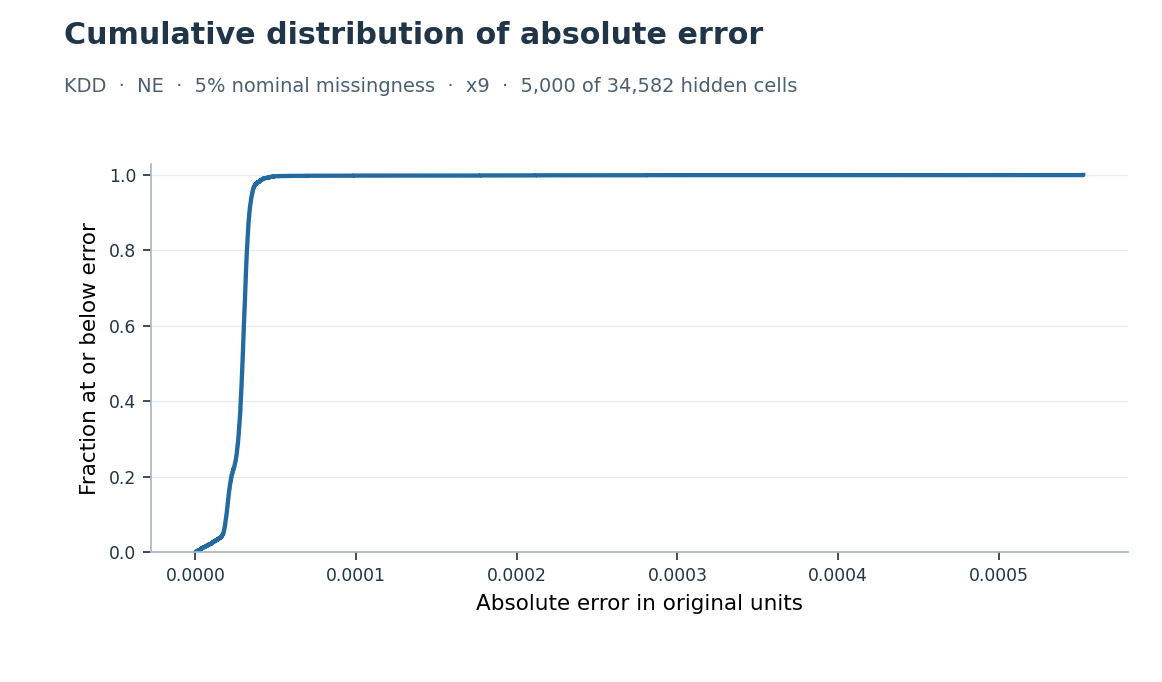 Cumulative distribution of absolute error
KDD · NE · 5% nominal missingness · x9 · 5,000 of 34,582 hidden cells
1.0
0.8
0.6
0.4
0.2
0.0
Fraction at or below error
0.0000 0.0001 0.0002 0.0003 0.0004 0.0005
Absolute error in original units